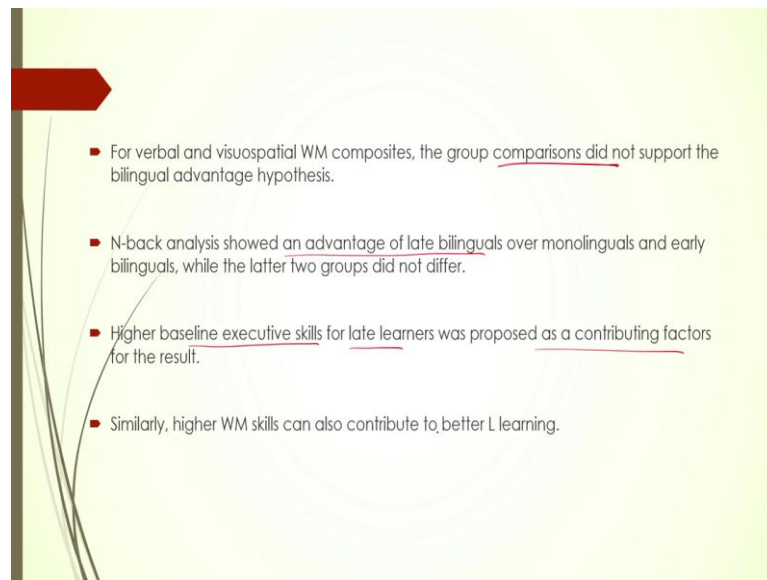 For verbal and visuospatial WM composites, the group comparisons did not support the
bilingual advantage hypothesis.
N-back analysis showed an advantage of late bilinguals over monolinguals and early
bilinguals, while the latter two groups did not differ.
Higher baseline executive skills for late learners was proposed as a contributing factors
for the result.
Similarly, higher WM skills can also contribute to better L learning.